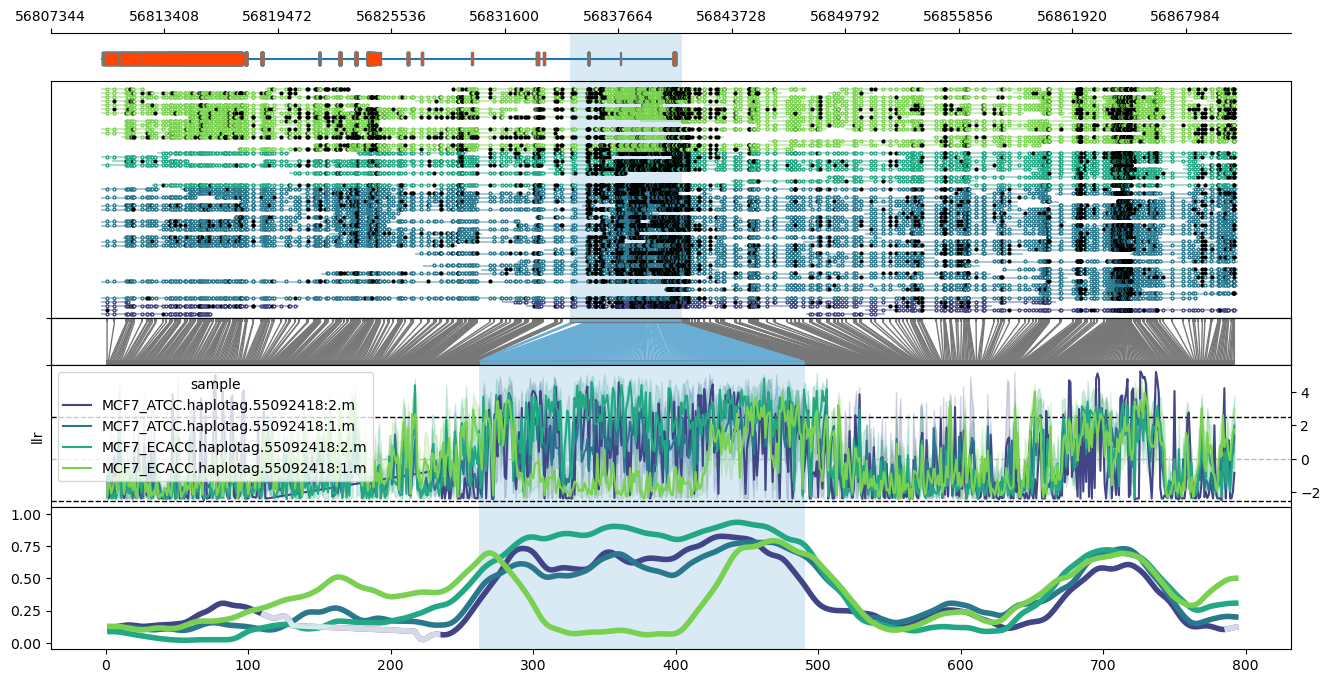 56807344 56813408 56819472 56825536 56831600 56837664 56843728 56849792 56855856 56861920 56867984
sample
MCF7_ATCC.haplotag.55092418:2.m
MCF7_ATCC.haplotag.55092418:1.m
MCF7_ECACC.haplotag.55092418:2.m
MCF7_ECACC.haplotag.55092418:1.m
llr
4
2
0
−2
1.00
0.75
0.50
0.25
0.00
0 100 200 300 400 500 600 700 800